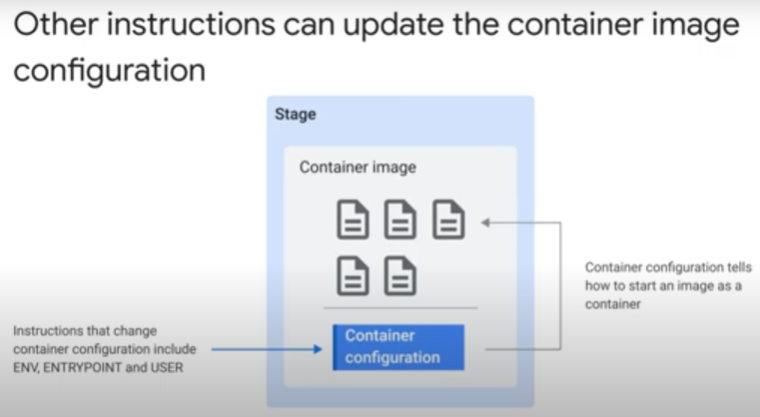 Other instructions can update the container image
configuration
Stage
Container image
Container configuration tells
how to start an image as a
container
Instructions that change
container configuration include
ENV, ENTRYPOINT and USER
Container
configuration